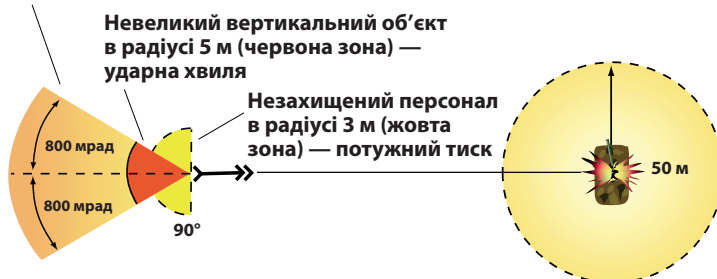 Невеликий вертикальний об’єкт
в радіусі 5 м (червона зона) —
ударна хвиля
Незахищений персонал
в радіусі 3 м (жовта
зона) — потужний тиск
800 мрад
800 мрад
90°
50 м